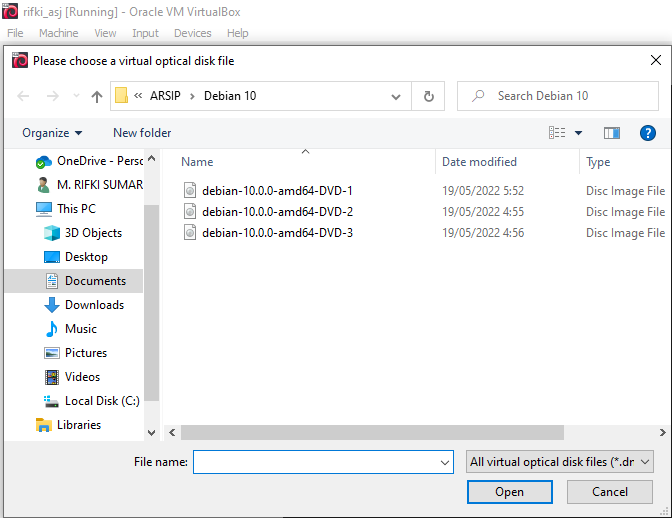 rifki_asj [Running] - Oracle VM VirtualBox
File Machine View Input Devices Help
Please choose a virtual optical disk file
« ARSIP > Debian 10
Search Debian 10
Organize New folder
OneDrive - Perso
M. RIFKI SUMAR
This PC
3D Objects
Desktop
Documents
Downloads
Music
Pictures
Videos
Local Disk (C:)
Libraries
Name Date modified Type
debian-10.0.0-amd64-DVD-1 19/05/2022 5:52 Disc Image File
debian-10.0.0-amd64-DVD-2 19/05/2022 4:55 Disc Image File
debian-10.0.0-amd64-DVD-3 19/05/2022 4:56 Disc Image File
File name:
All virtual optical disk files (*.dr
Open Cancel